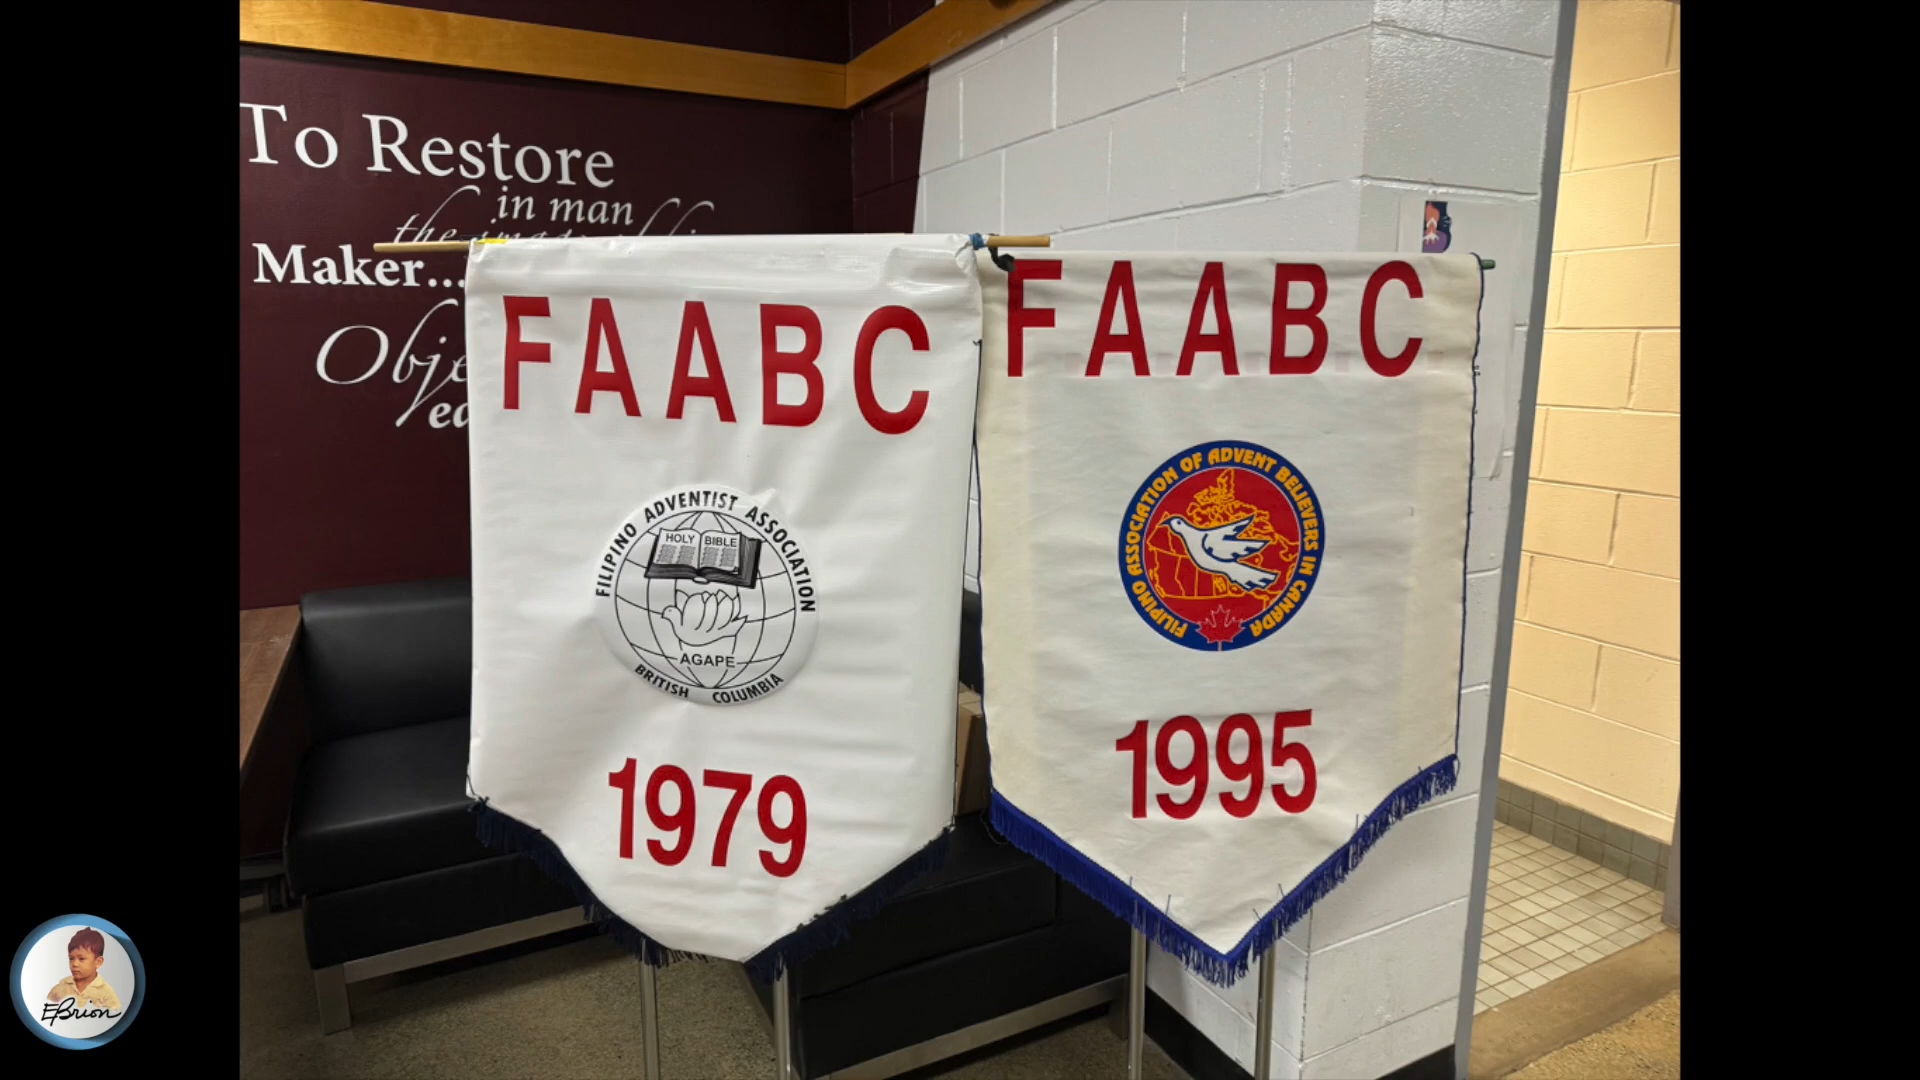 To Restore
in man
Maker...
FAABC
FILIPINO ADVENTIST ASSOCIATION
HOLY BIBLE
AGAPE
BRITISH COLUMBIA
1979
FAABC
FILIPINO ASSOCIATION OF ADVENT BELIEVERS IN CANADA
1995
EBrion